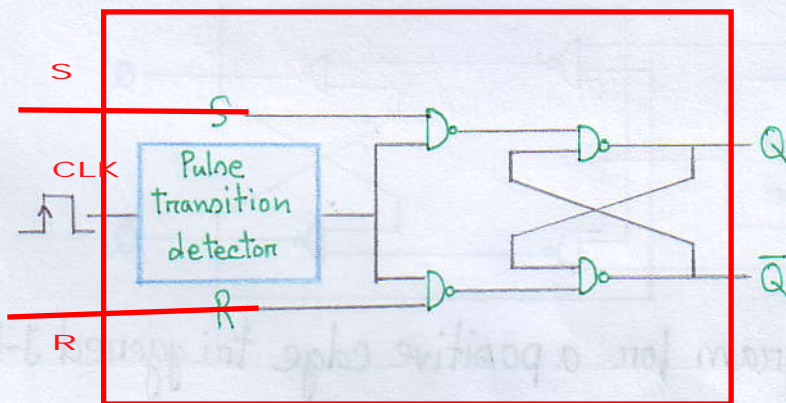 S
S
CLK
Pulse
transition
detector
R
R
Q
Q̅